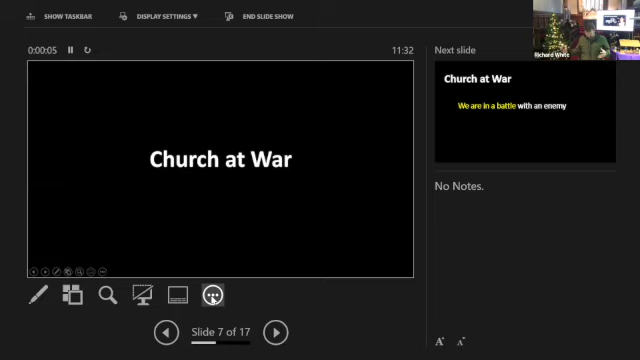 SHOW TASKBAR
DISPLAY SETTINGS ▼
END SLIDE SHOW
0:00:05
11:32
Church at War
Slide 7 of 17
Next slide
Church at War
We are in a battle with an enemy
No Notes.
A A
Richard White